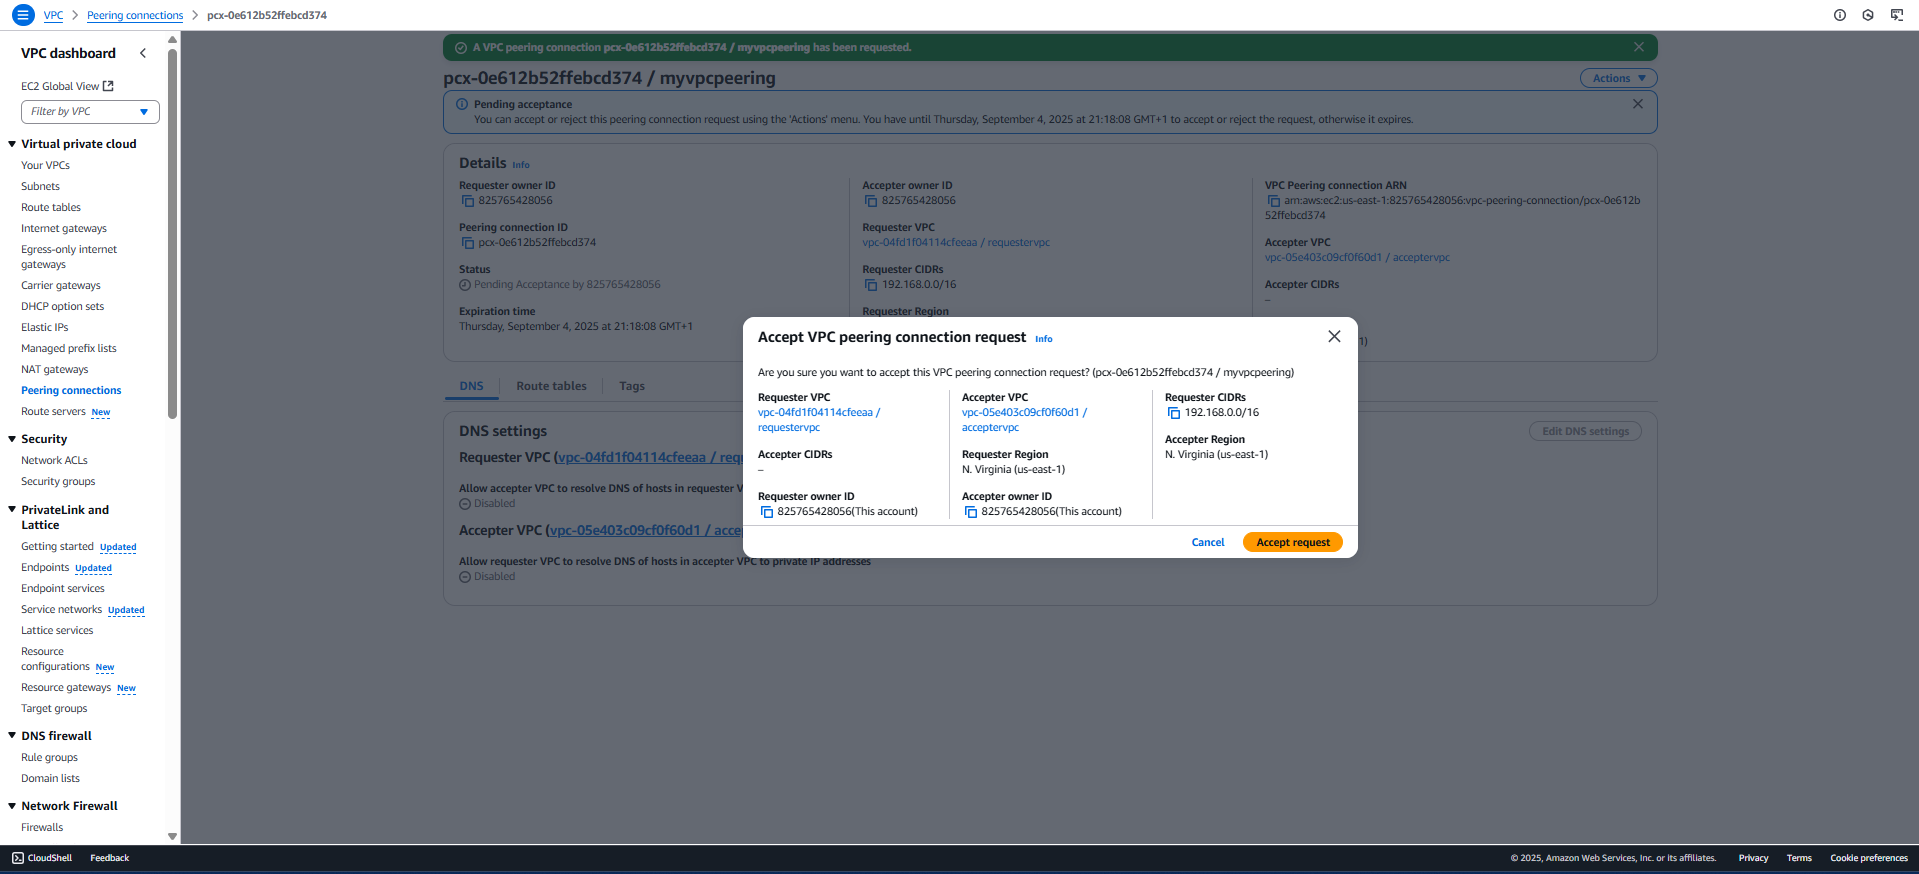 VPC > Peering connections > pcx-0e612b52ffebcd374
VPC dashboard
EC2 Global View
Filter by VPC
Virtual private cloud
Your VPCs
Subnets
Route tables
Internet gateways
Egress-only internet
gateways
Carrier gateways
DHCP option sets
Elastic IPs
Managed prefix lists
NAT gateways
Peering connections
Route servers New
Security
Network ACLs
Security groups
PrivateLink and
Lattice
Getting started Updated
Endpoints Updated
Endpoint services
Service networks Updated
Lattice services
Resource
configurations New
Resource gateways New
Target groups
DNS firewall
Rule groups
Domain lists
Network Firewall
Firewalls
A VPC peering connection pcx-0e612b52ffebcd374 / myvpcpeering has been requested.
pcx-0e612b52ffebcd374 / myvpcpeering
Actions
Pending acceptance
You can accept or reject this peering connection request using the 'Actions' menu. You have until Thursday, September 4, 2025 at 21:18:08 GMT+1 to accept or reject the request, otherwise it expires.
Details Info
Requester owner ID
825765428056
Peering connection ID
pcx-0e612b52ffebcd374
Status
Pending Acceptance by 825765428056
Expiration time
Thursday, September 4, 2025 at 21:18:08 GMT+1
Accepter owner ID
825765428056
Requester VPC
vpc-04fd1f04114cfeeaa / requestervpc
Requester CIDRs
192.168.0.0/16
Requester Region
VPC Peering connection ARN
arn:aws:ec2:us-east-1:825765428056:vpc-peering-connection/pcx-0e612b
52ffebcd374
Accepter VPC
vpc-05e403c09cf0f60d1 / acceptervpc
Accepter CIDRs
–
1)
DNS
Route tables
Tags
DNS settings
Edit DNS settings
Requester VPC (vpc-04fd1f04114cfeeaa / requ
Allow accepter VPC to resolve DNS of hosts in requester V
Disabled
Accepter VPC (vpc-05e403c09cf0f60d1 / acce
Allow requester VPC to resolve DNS of hosts in accepter VPC to private IP addresses
Disabled
Accept VPC peering connection request Info
Are you sure you want to accept this VPC peering connection request? (pcx-0e612b52ffebcd374 / myvpcpeering)
Requester VPC
vpc-04fd1f04114cfeeaa /
requestervpc
Accepter CIDRs
–
Requester owner ID
825765428056(This account)
Accepter VPC
vpc-05e403c09cf0f60d1 /
acceptervpc
Requester Region
N. Virginia (us-east-1)
Accepter owner ID
825765428056(This account)
Requester CIDRs
192.168.0.0/16
Accepter Region
N. Virginia (us-east-1)
Cancel
Accept request
CloudShell Feedback
© 2025, Amazon Web Services, Inc. or its affiliates. Privacy Terms Cookie preferences